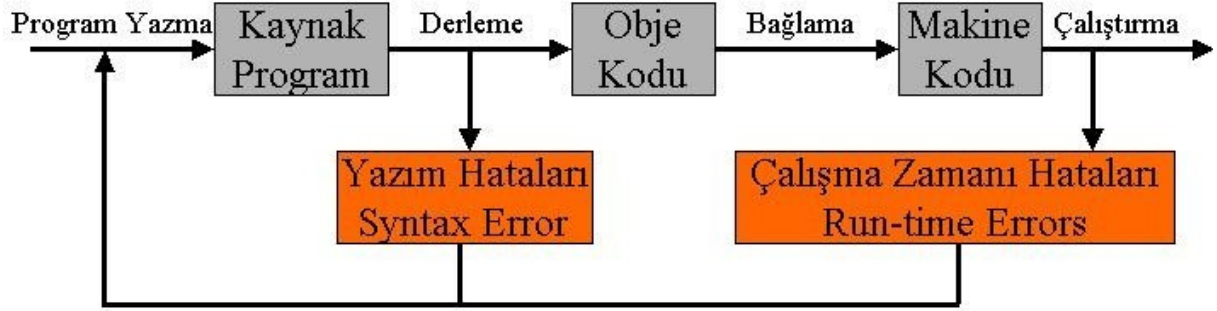 Program Yazma
Kaynak
Program
Derleme
Obje
Kodu
Bağlama
Makine
Kodu
Çalıştırma
Yazım Hataları
Syntax Error
Çalışma Zamanı Hataları
Run-time Errors